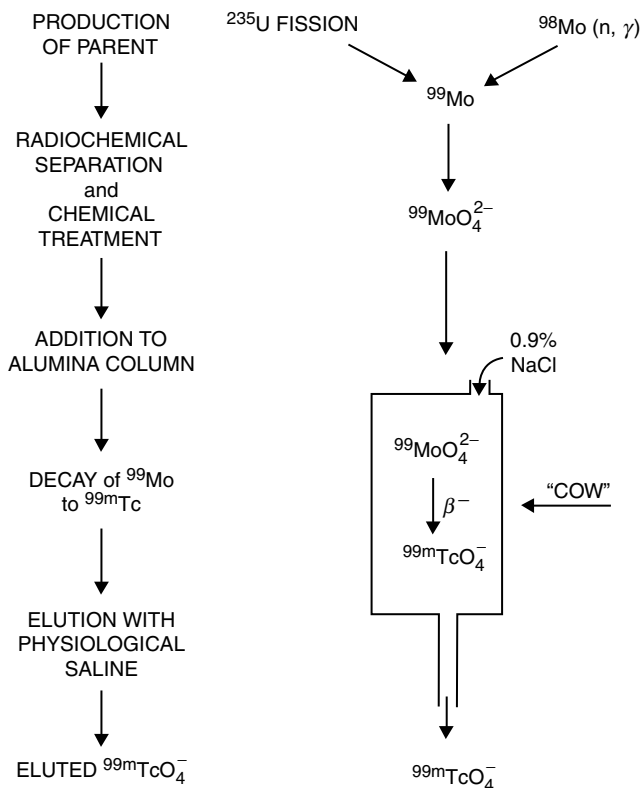 PRODUCTION
OF PARENT
RADIOCHEMICAL
SEPARATION
and
CHEMICAL
TREATMENT
ADDITION TO
ALUMINA COLUMN
DECAY of ⁹⁹Mo
to ⁹⁹ᵐTc
ELUTION WITH
PHYSIOLOGICAL
SALINE
ELUTED ⁹⁹ᵐTcO₄⁻
²³⁵U FISSION
⁹⁸Mo (n, γ)
⁹⁹Mo
⁹⁹MoO₄²⁻
0.9%
NaCl
⁹⁹MoO₄²⁻
β⁻
⁹⁹ᵐTcO₄⁻
“COW”
⁹⁹ᵐTcO₄⁻